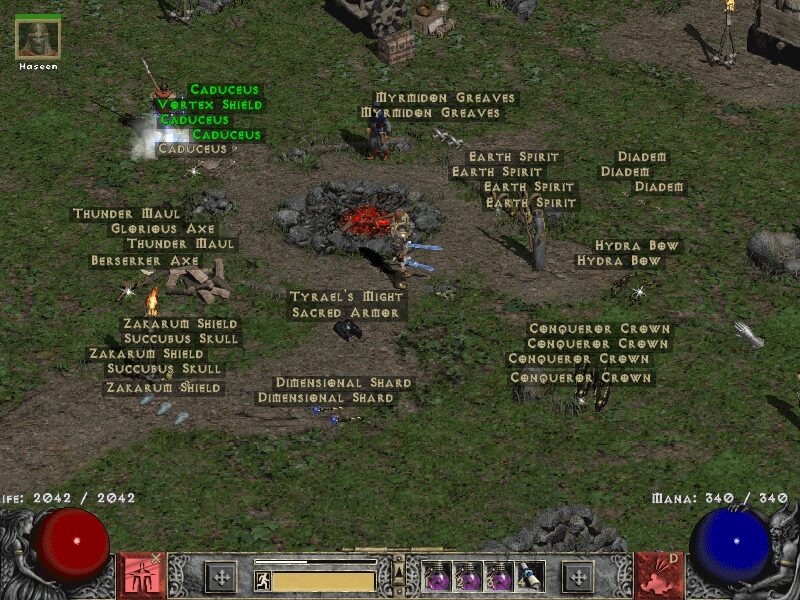 Haseen
Caduceus
Vortex Shield
Caduceus
Caduceus
Caduceus
Myrmidon Greaves
Myrmidon Greaves
Earth Spirit
Earth Spirit
Earth Spirit
Earth Spirit
Diadem
Diadem
Diadem
Thunder Maul
Glorious Axe
Thunder Maul
Berserker Axe
Hydra Bow
Hydra Bow
Tyrael's Might
Sacred Armor
Zakarum Shield
Succubus Skull
Zakarum Shield
Succubus Skull
Zakarum Shield
Conqueror Crown
Conqueror Crown
Conqueror Crown
Conqueror Crown
Dimensional Shard
Dimensional Shard
ife: 2042 / 2042
Mana: 340 / 340
X
D